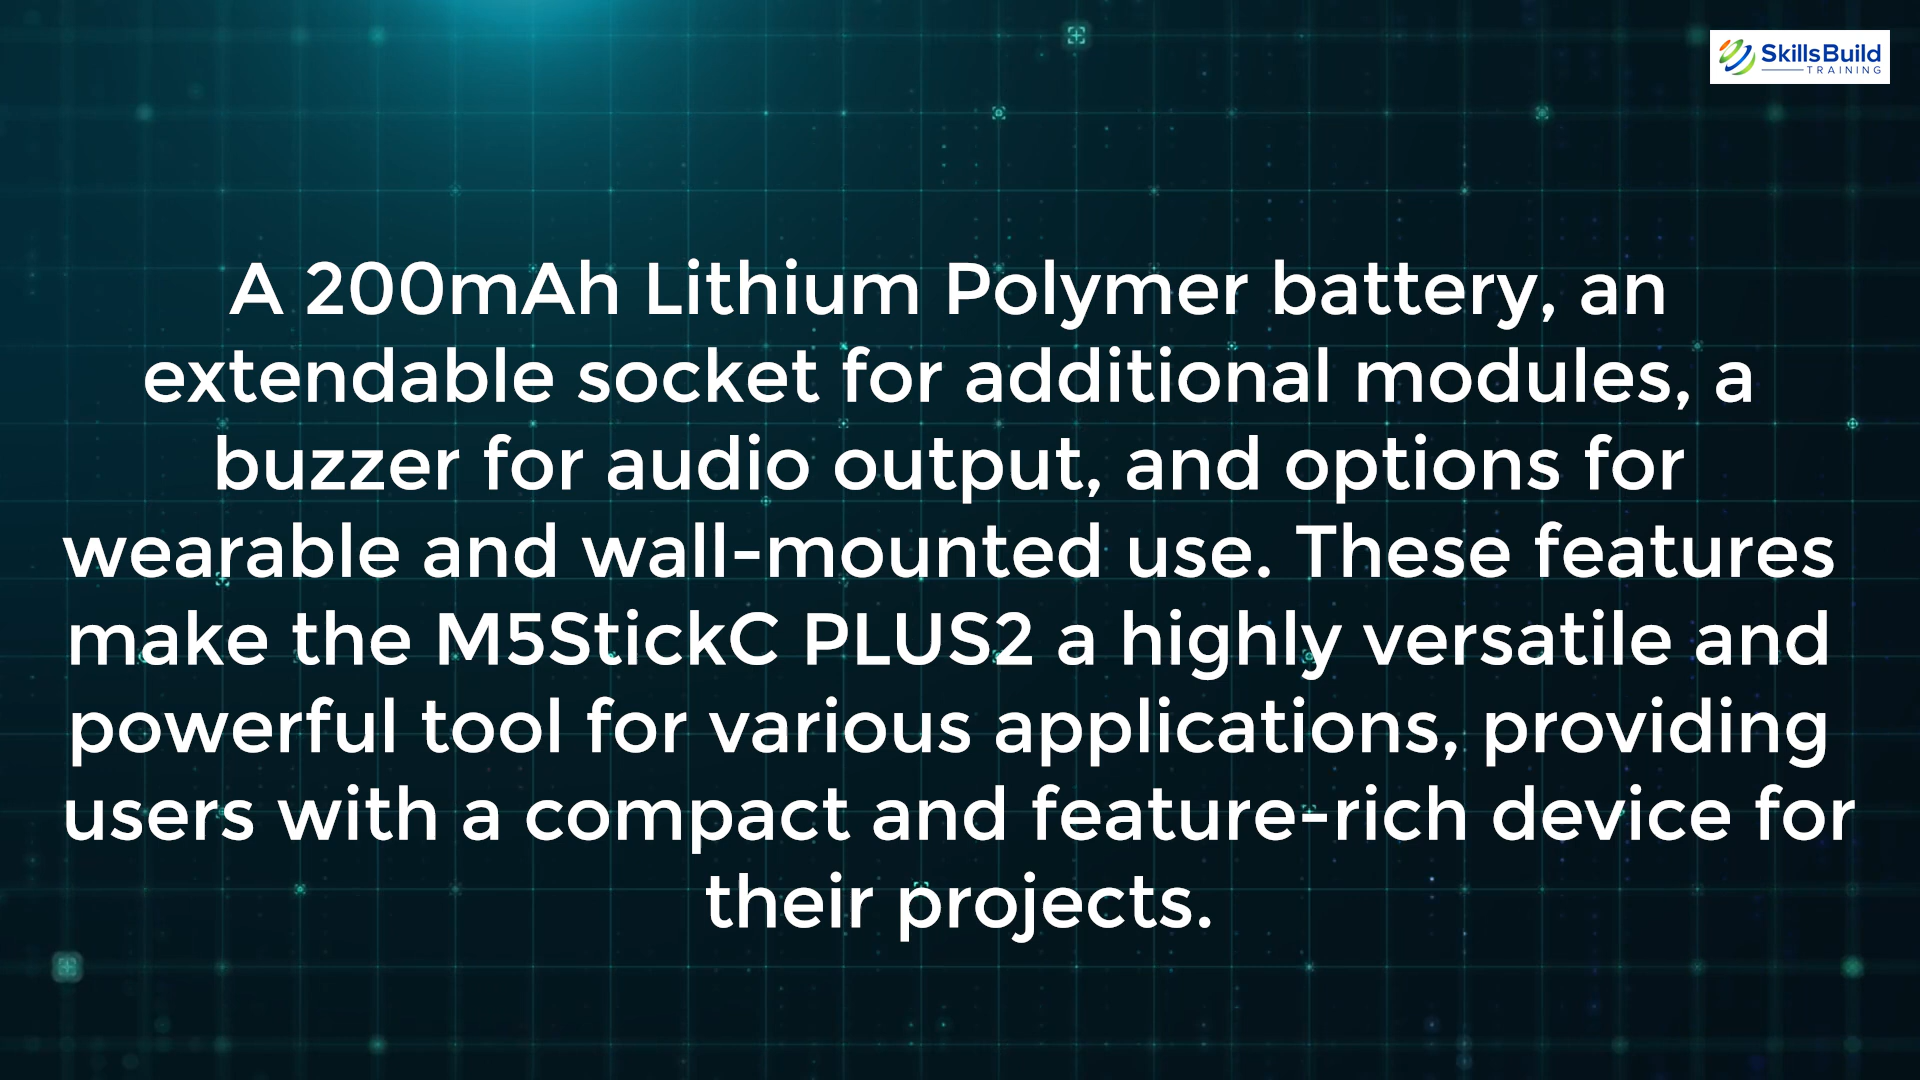 SkillsBuild
TRAINING
A 200mAh Lithium Polymer battery, an
extendable socket for additional modules, a
buzzer for audio output, and options for
wearable and wall-mounted use. These features
make the M5StickC PLUS2 a highly versatile and
powerful tool for various applications, providing
users with a compact and feature-rich device for
their projects.